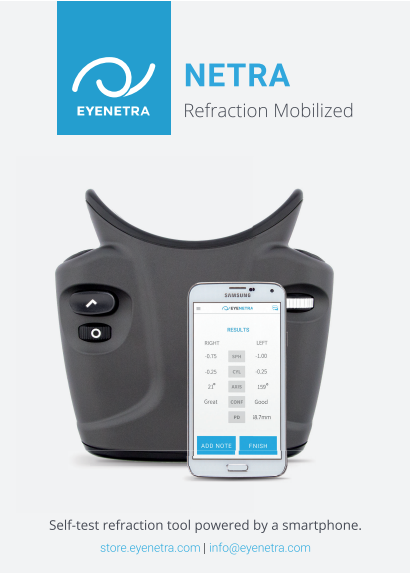 EYENETRA
NETRA
Refraction Mobilized
SAMSUNG
EYENETRA
RESULTS
RIGHT LEFT
-0.75 SPH -1.00
-0.25 CYL -0.25
21° AXIS 159°
Great CONF Good
PD
ADD NOTE FINISH
Self-test refraction tool powered by a smartphone.
store.eyenetra.com | info@eyenetra.com